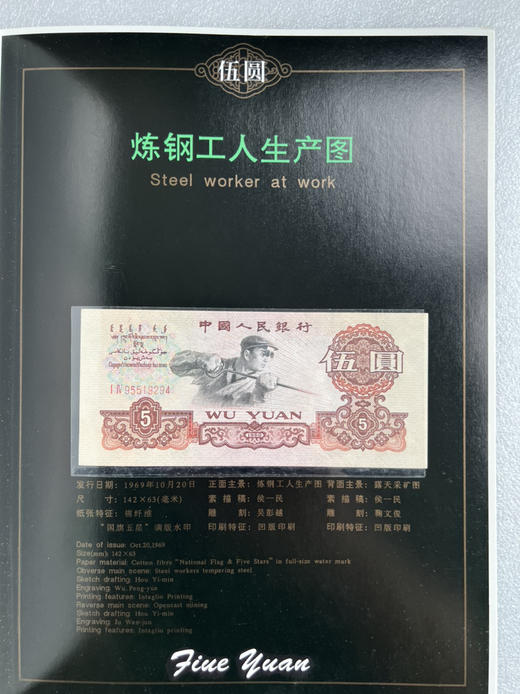 伍圆
炼钢工人生产图
Steel worker at work
中国人民银行
伍圆
I Ⅳ 95519294
WU YUAN
5
5
发行日期：1969年10月20日 正面主景：炼钢工人生产图 背面主景：露天采矿图
尺 寸：142×63(毫米) 素 描 稿：侯一民 素 描 稿：侯一民
纸张特征：棉纤维 雕 刻：吴彭越 雕 刻：鞠文俊
“国旗五星”满版水印 印刷特征：凹版印刷 印刷特征：凹版印刷
Date of issue: Oct.20,1969
Size(mm): 142×63
Paper material: Cotton fibre "National Flag & Five Stars" in full-size water mark
Obverse main scene: Steel workers tempering steel
Sketch drafting: Hou Yi-min
Engraving: Wu Peng-yue
Printing features: Intaglio Printing
Reverse main scene: Opencast mining
Sketch drafting: Hou Yi-min
Engraving: Ju Wen-jun
Printing features: Intaglio printing
Fiue Yuan